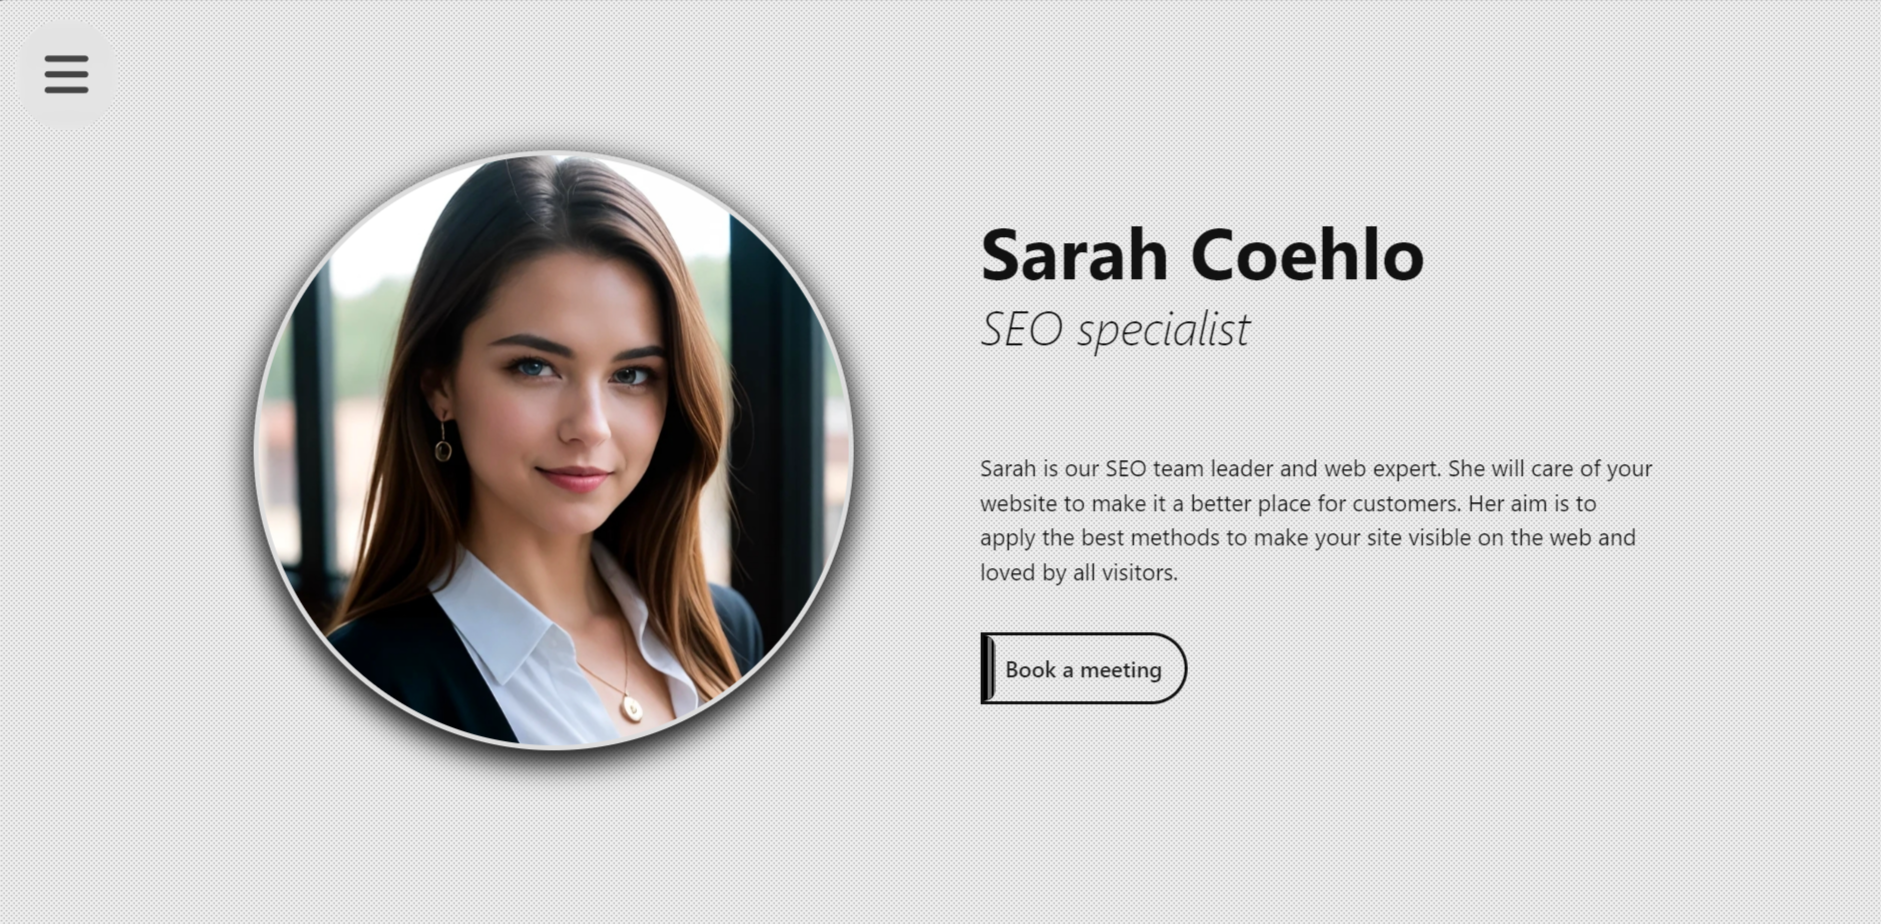 Sarah Coehlo
SEO specialist
Sarah is our SEO team leader and web expert. She will care of your
website to make it a better place for customers. Her aim is to
apply the best methods to make your site visible on the web and
loved by all visitors.
Book a meeting